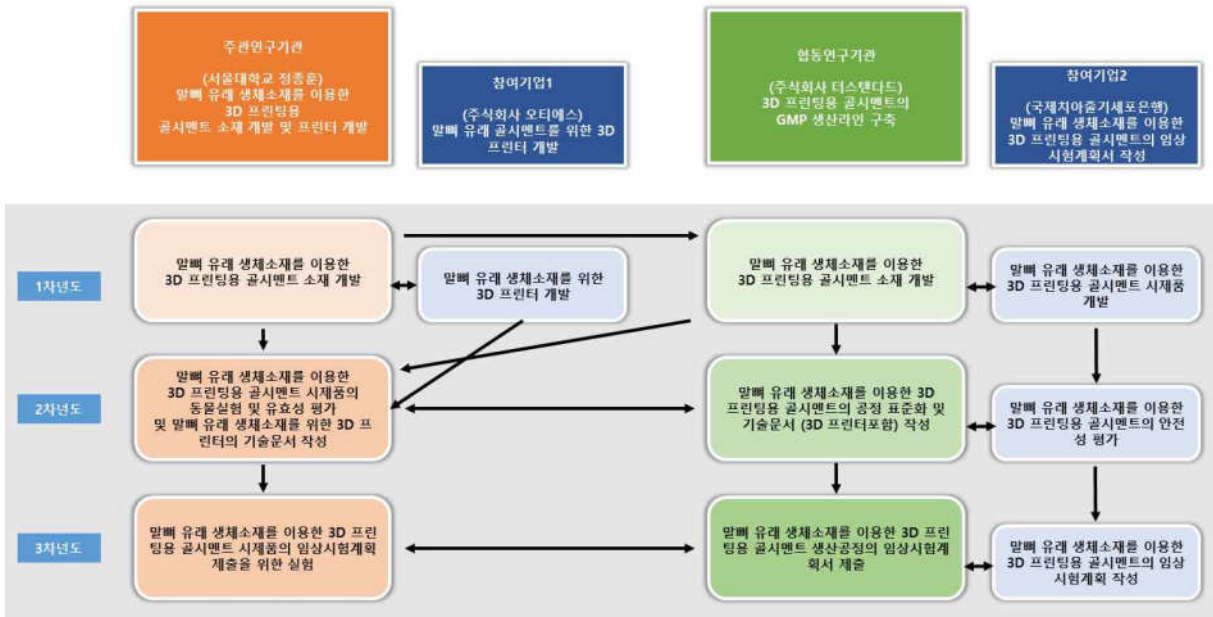 주관연구기관
(서울대학교 정종훈)
말뼈 유래 생체소재를 이용한
3D 프린팅용
골시멘트 소재 개발 및 프린터 개발
참여기업1
(주식회사 오티에스)
말뼈 유래 골시멘트를 위한 3D
프린터 개발
협동연구기관
(주식회사 더스탠다드)
3D 프린팅용 골시멘트의
GMP 생산라인 구축
참여기업2
(국제치아줄기세포은행)
말뼈 유래 생체소재를 이용한
3D 프린팅용 골시멘트의 임상
시험계획서 작성
1차년도
말뼈 유래 생체소재를 이용한
3D 프린팅용 골시멘트 소재 개발
말뼈 유래 생체소재를 위한
3D 프린터 개발
말뼈 유래 생체소재를 이용한
3D 프린팅용 골시멘트 소재 개발
말뼈 유래 생체소재를 이용한
3D 프린팅용 골시멘트 시제품
개발
2차년도
말뼈 유래 생체소재를 이용한
3D 프린팅용 골시멘트 시제품의
동물실험 및 유효성 평가
및 말뼈 유래 생체소재를 위한 3D 프
린터의 기술문서 작성
말뼈 유래 생체소재를 이용한 3D
프린팅용 골시멘트의 공정 표준화 및
기술문서 (3D 프린터포함) 작성
말뼈 유래 생체소재를 이용한
3D 프린팅용 골시멘트의 안전
성 평가
3차년도
말뼈 유래 생체소재를 이용한 3D 프린
팅용 골시멘트 시제품의 임상시험계획
제출을 위한 실험
말뼈 유래 생체소재를 이용한 3D 프린
팅용 골시멘트 생산공정의 임상시험계
획서 제출
말뼈 유래 생체소재를 이용한
3D 프린팅용 골시멘트의 임상
시험계획 작성